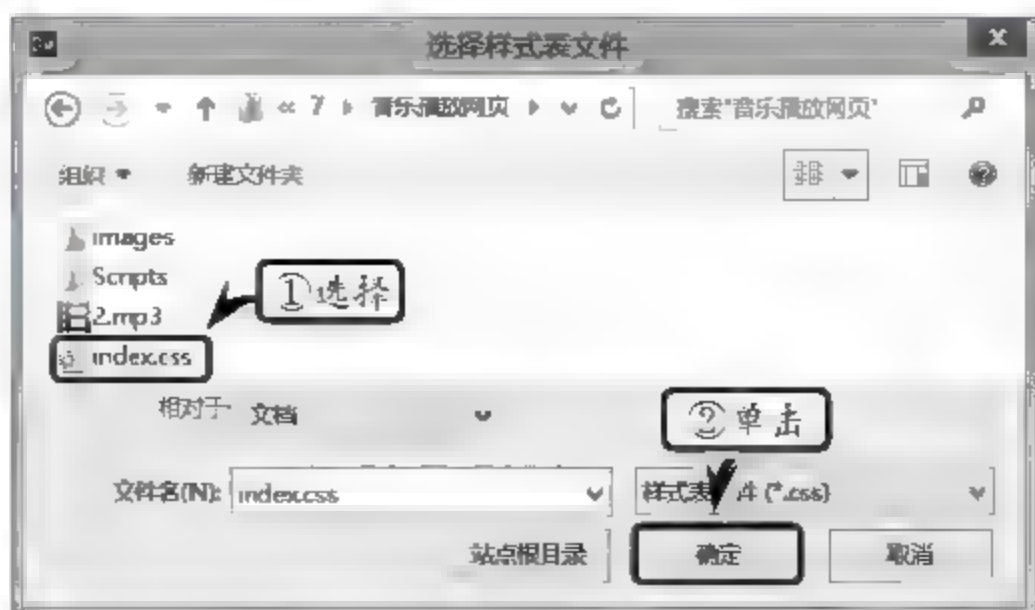 选择样式表文件
« 7 音乐播放网页 搜索"音乐播放网页"
组织 新建文件夹
images
Scripts
①选择
2.mp3
index.css
相对于 文档
②单击
文件名(N): index.css 样式表 件 (*.css)
站点根目录 确定 取消